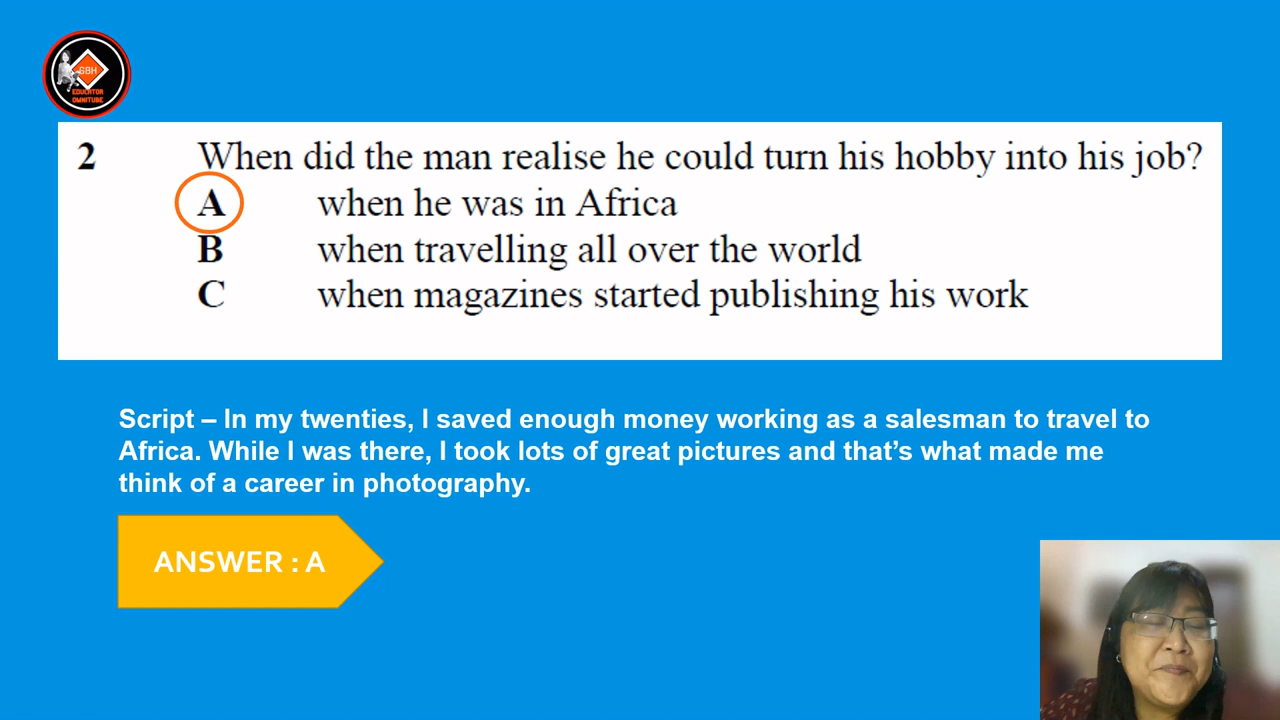 SBH
EDUCATOR
OMNITUBE
2 When did the man realise he could turn his hobby into his job?
A when he was in Africa
B when travelling all over the world
C when magazines started publishing his work
Script – In my twenties, I saved enough money working as a salesman to travel to
Africa. While I was there, I took lots of great pictures and that’s what made me
think of a career in photography.
ANSWER : A